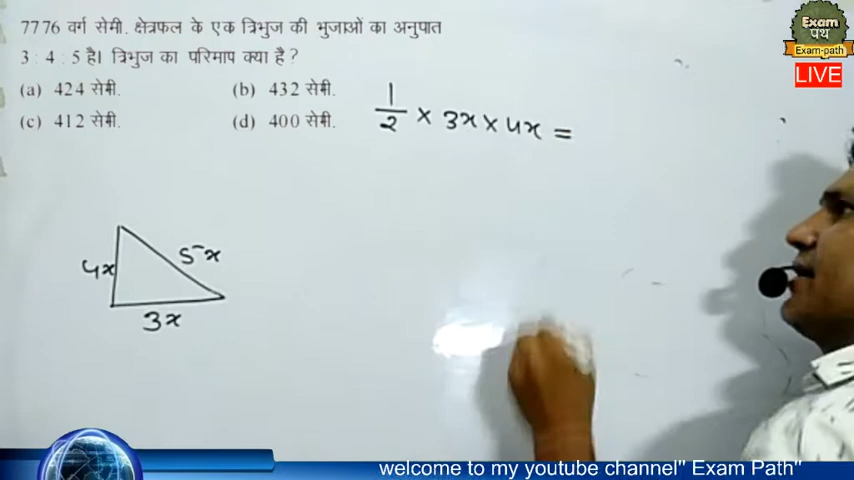 7776 वर्ग सेमी. क्षेत्रफल के एक त्रिभुज की भुजाओं का अनुपात
3 : 4 : 5 है। त्रिभुज का परिमाप क्या है ?
(a) 424 सेमी. (b) 432 सेमी.
(c) 412 सेमी. (d) 400 सेमी.
1/2 × 3x × 4x =
4x
5x
3x
Exam
पथ
Exam-path
LIVE
welcome to my youtube channel" Exam Path"